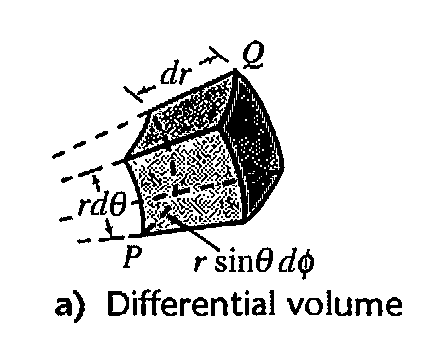 Q
dr
rdθ
P
r sinθ dϕ
a) Differential volume